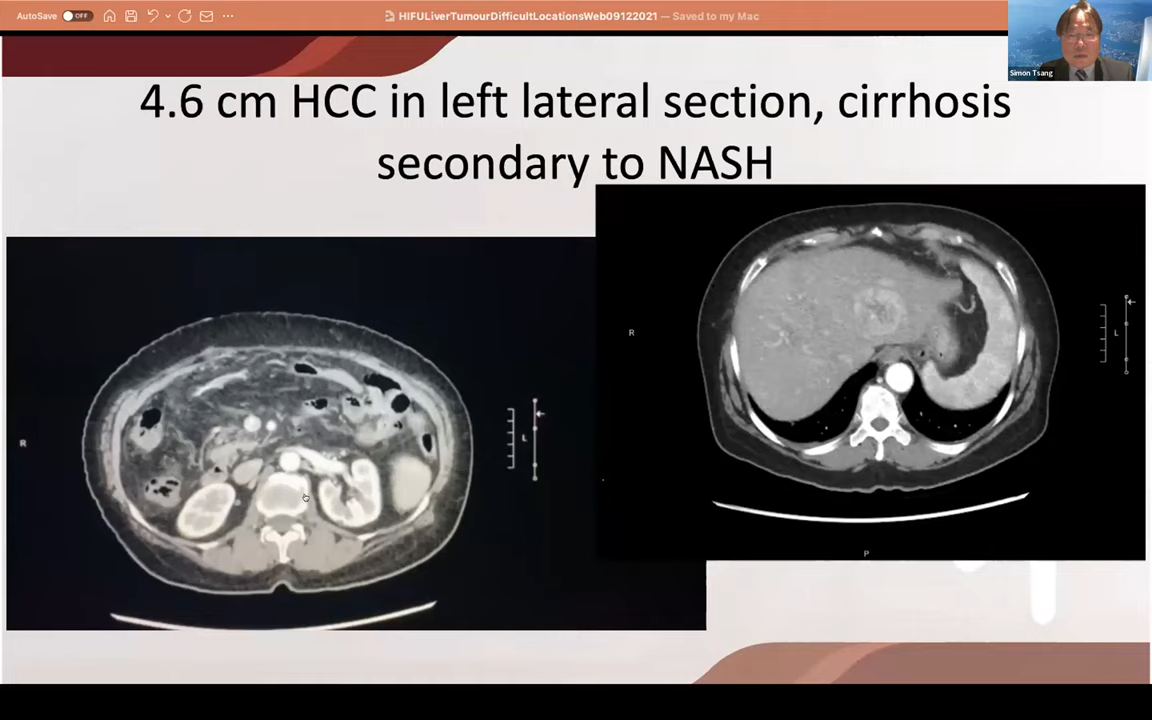 AutoSave OFF
HIFULiverTumourDifficultLocationsWeb09122021 — Saved to my Mac
Simon Tsang
4.6 cm HCC in left lateral section, cirrhosis
secondary to NASH
R
L
R
L
P